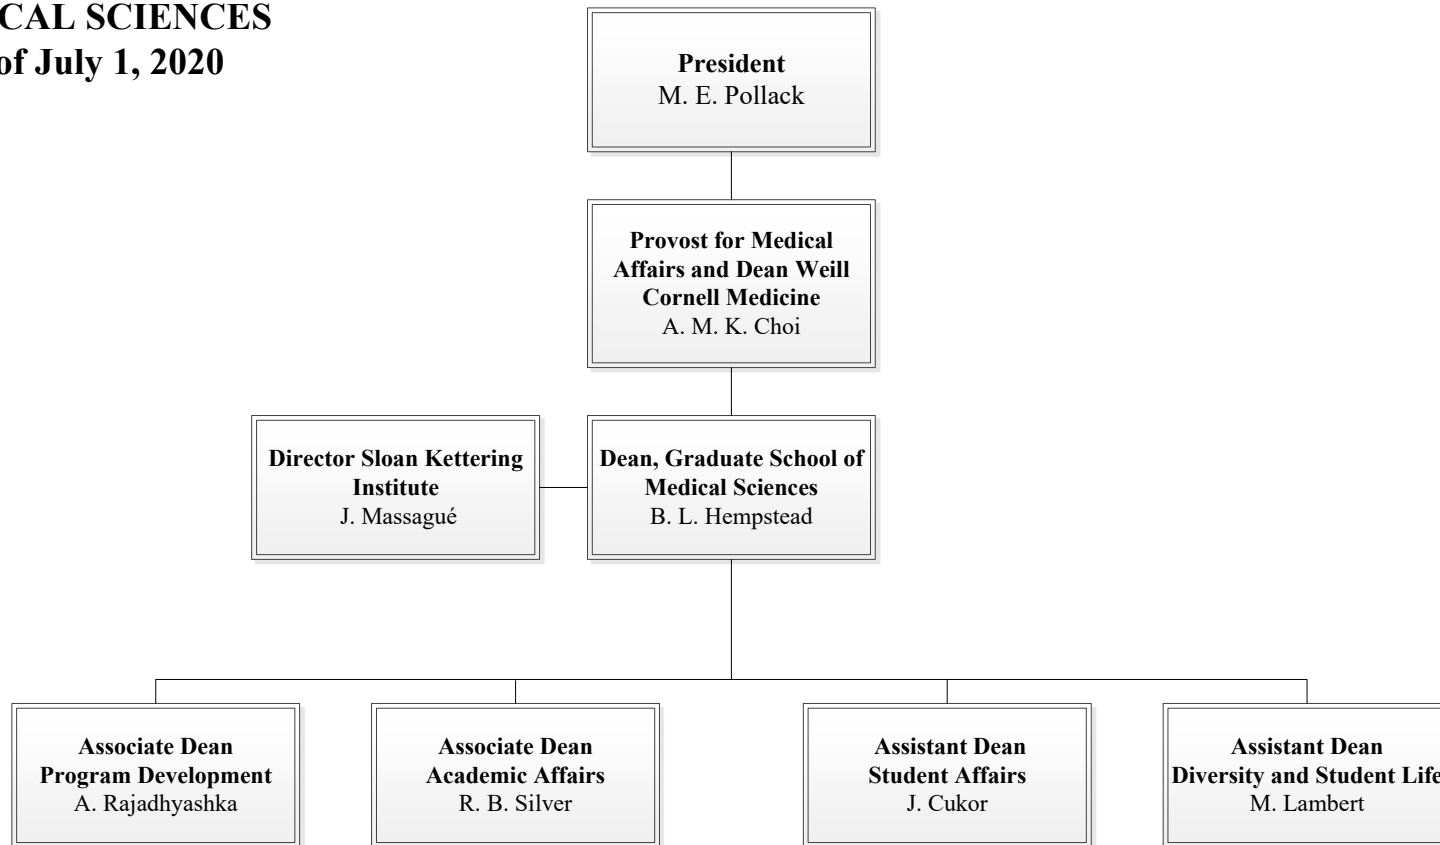 CAL SCIENCES
of July 1, 2020
President
M. E. Pollack
Provost for Medical
Affairs and Dean Weill
Cornell Medicine
A. M. K. Choi
Director Sloan Kettering
Institute
J. Massagué
Dean, Graduate School of
Medical Sciences
B. L. Hempstead
Associate Dean
Program Development
A. Rajadhyashka
Associate Dean
Academic Affairs
R. B. Silver
Assistant Dean
Student Affairs
J. Cukor
Assistant Dean
Diversity and Student Life
M. Lambert